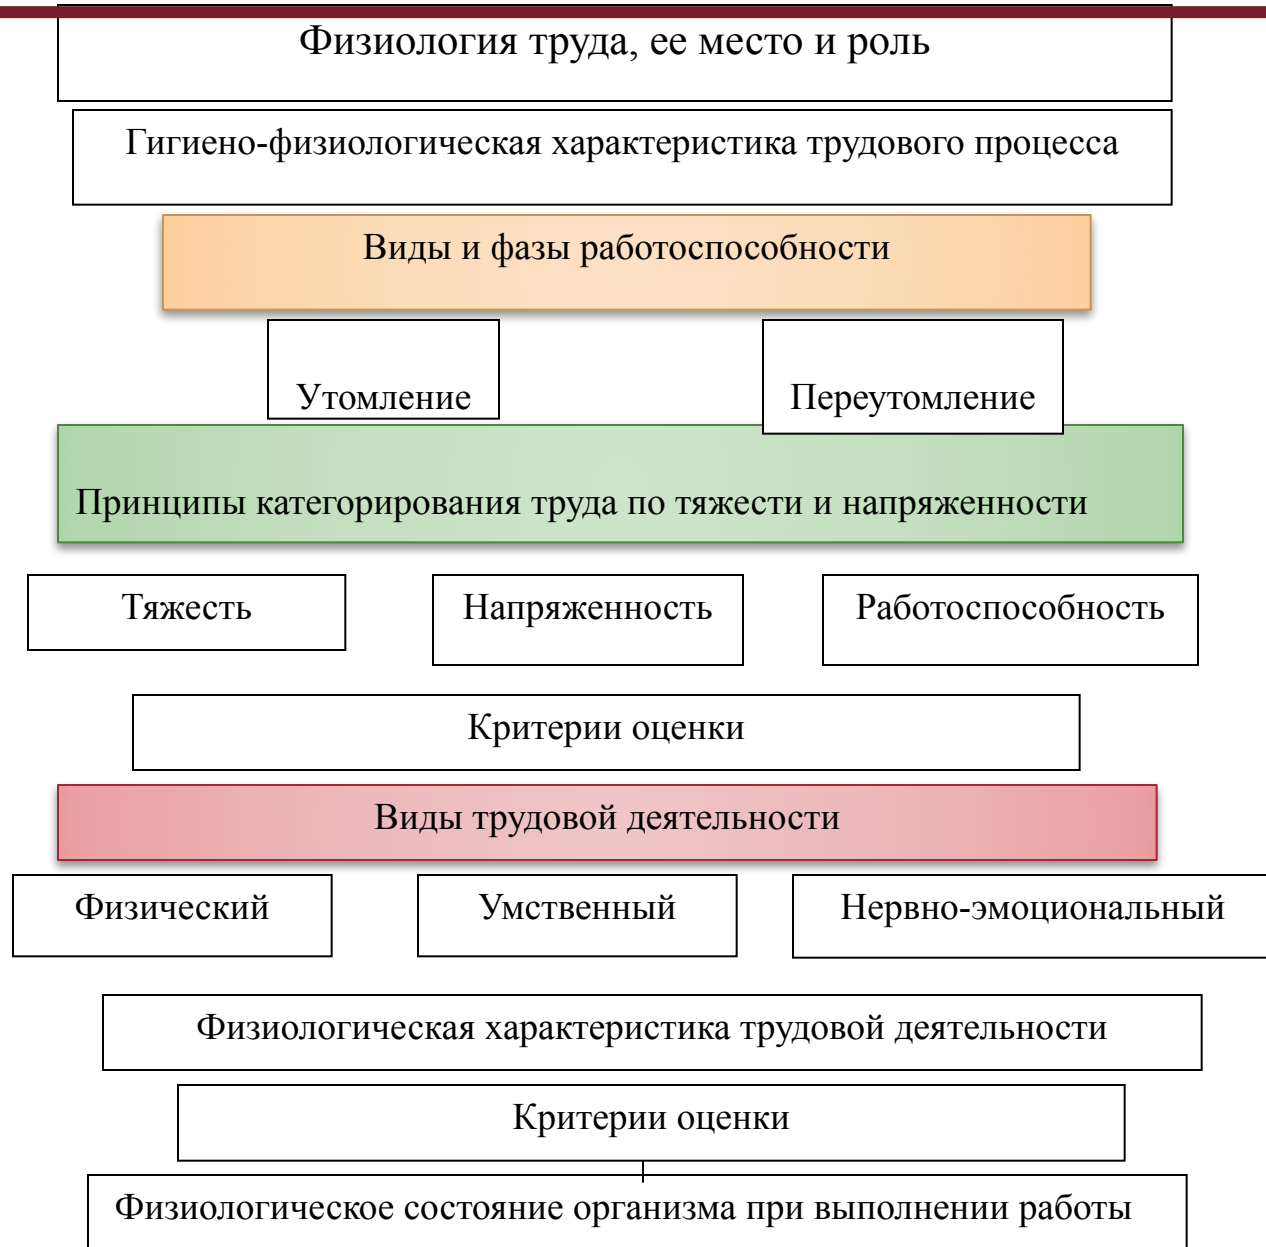 Физиология труда, ее место и роль
Гигиено-физиологическая характеристика трудового процесса
Виды и фазы работоспособности
Утомление
Переутомление
Принципы категорирования труда по тяжести и напряженности
Тяжесть
Напряженность
Работоспособность
Критерии оценки
Виды трудовой деятельности
Физический
Умственный
Нервно-эмоциональный
Физиологическая характеристика трудовой деятельности
Критерии оценки
Физиологическое состояние организма при выполнении работы